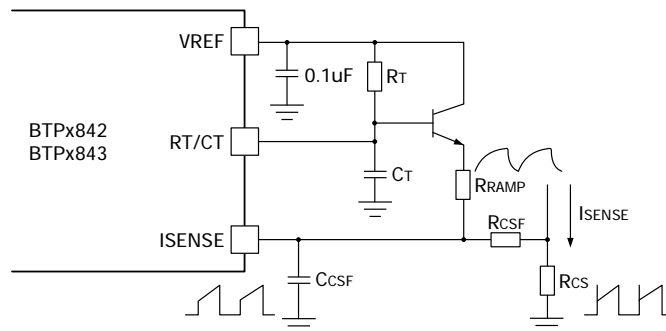 VREF
0.1uF
RT
BTPx842
BTPx843
RT/CT
CT
RRAMP
RCSF
ISENSE
ISENSE
CCSF
RCS